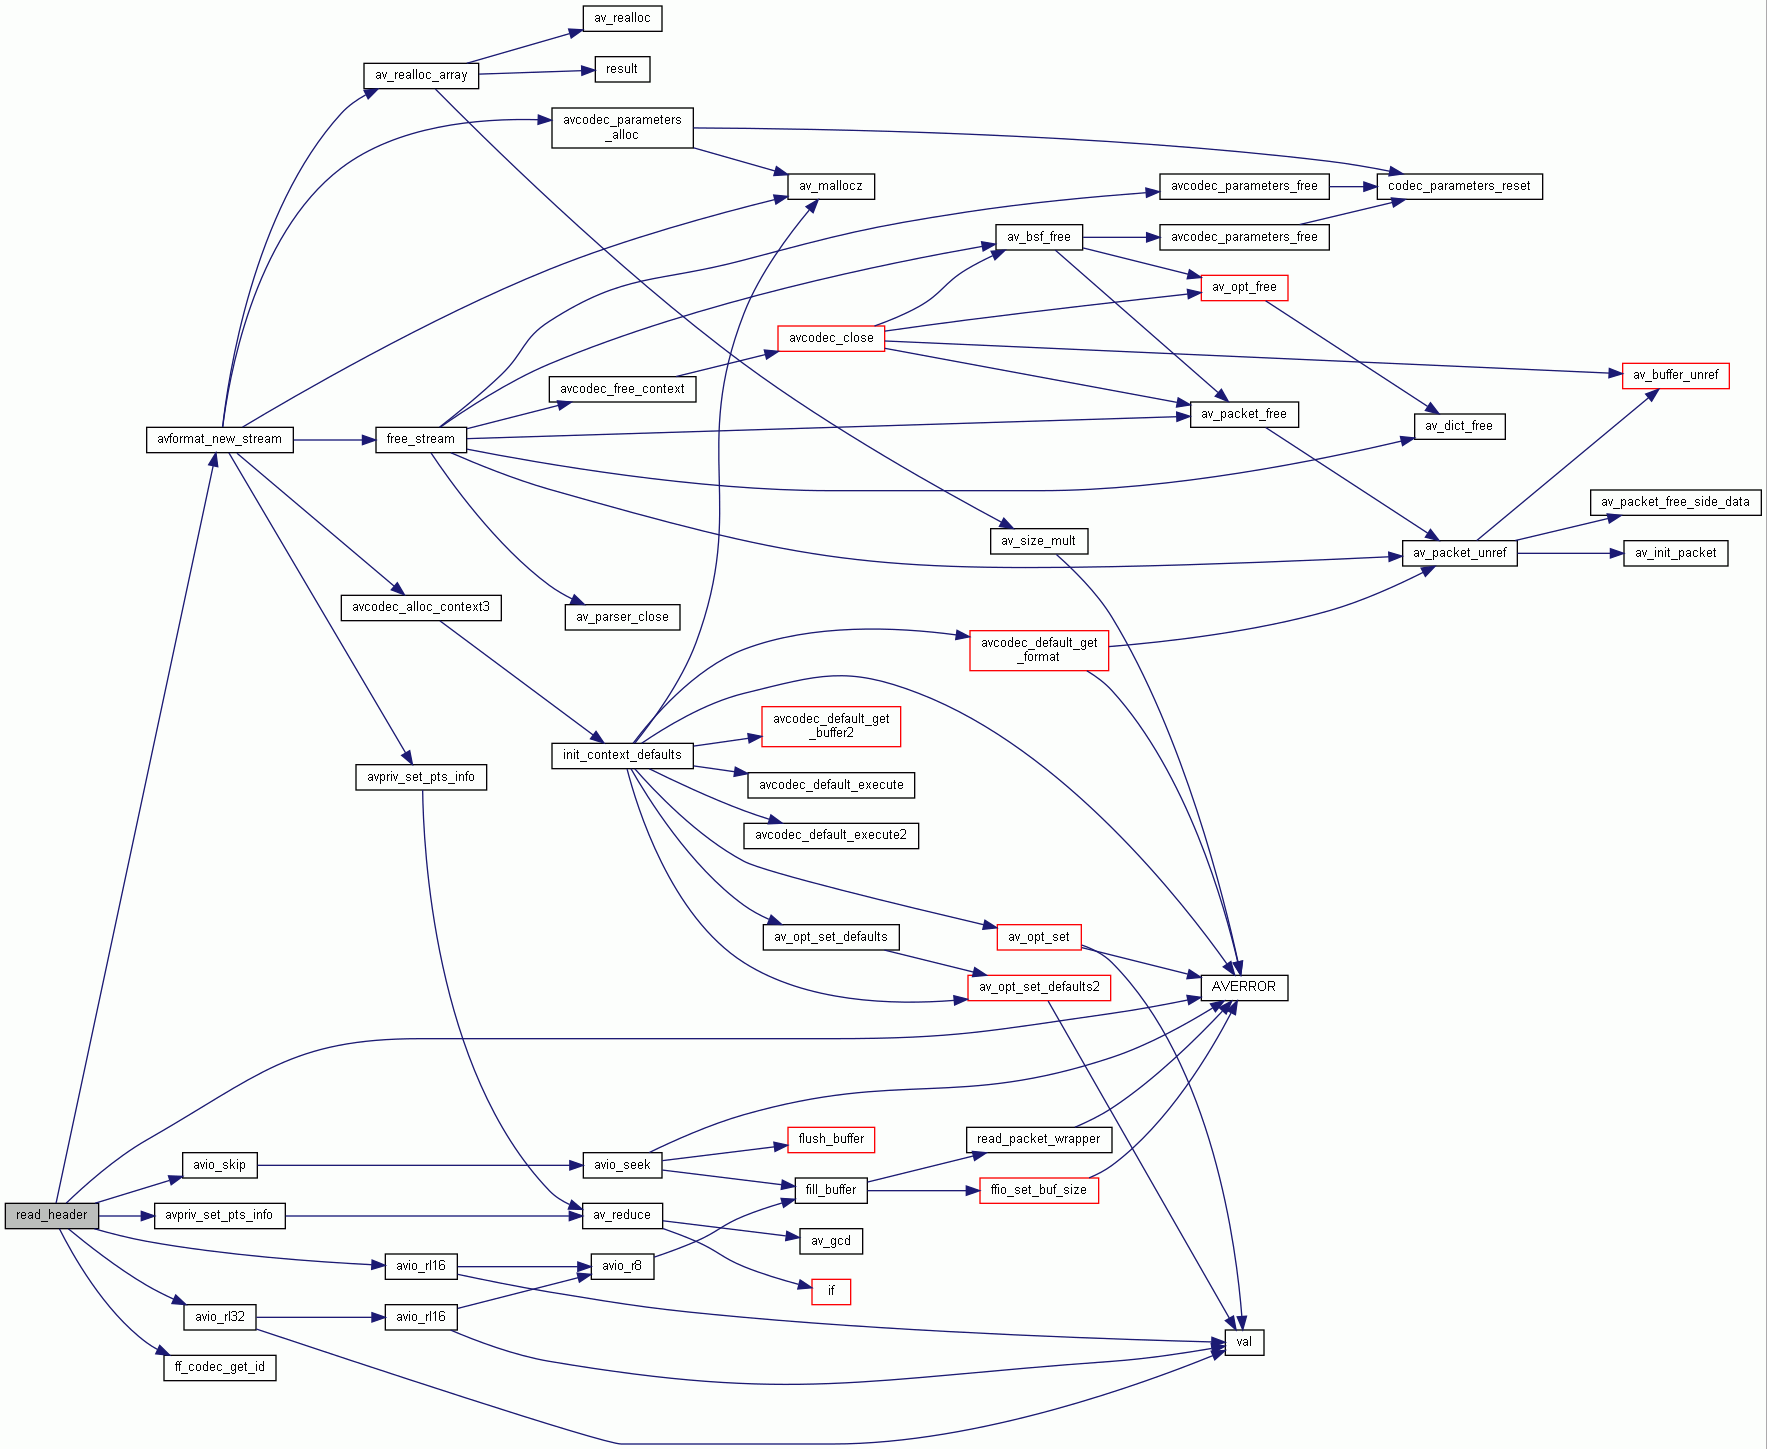 av_realloc
result
av_realloc_array
avcodec_parameters
_alloc
av_mallocz
avcodec_parameters_free
codec_parameters_reset
av_bsf_free
avcodec_parameters_free
av_opt_free
avcodec_close
av_buffer_unref
avcodec_free_context
av_packet_free
av_dict_free
avformat_new_stream
free_stream
av_packet_free_side_data
av_size_mult
av_packet_unref
av_init_packet
avcodec_alloc_context3
av_parser_close
avcodec_default_get
_format
avcodec_default_get
_buffer2
init_context_defaults
avpriv_set_pts_info
avcodec_default_execute
avcodec_default_execute2
av_opt_set_defaults
av_opt_set
av_opt_set_defaults2
AVERROR
flush_buffer
read_packet_wrapper
avio_skip
avio_seek
fill_buffer
ffio_set_buf_size
read_header
avpriv_set_pts_info
av_reduce
av_gcd
avio_rl16
avio_r8
if
avio_rl32
avio_rl16
val
ff_codec_get_id